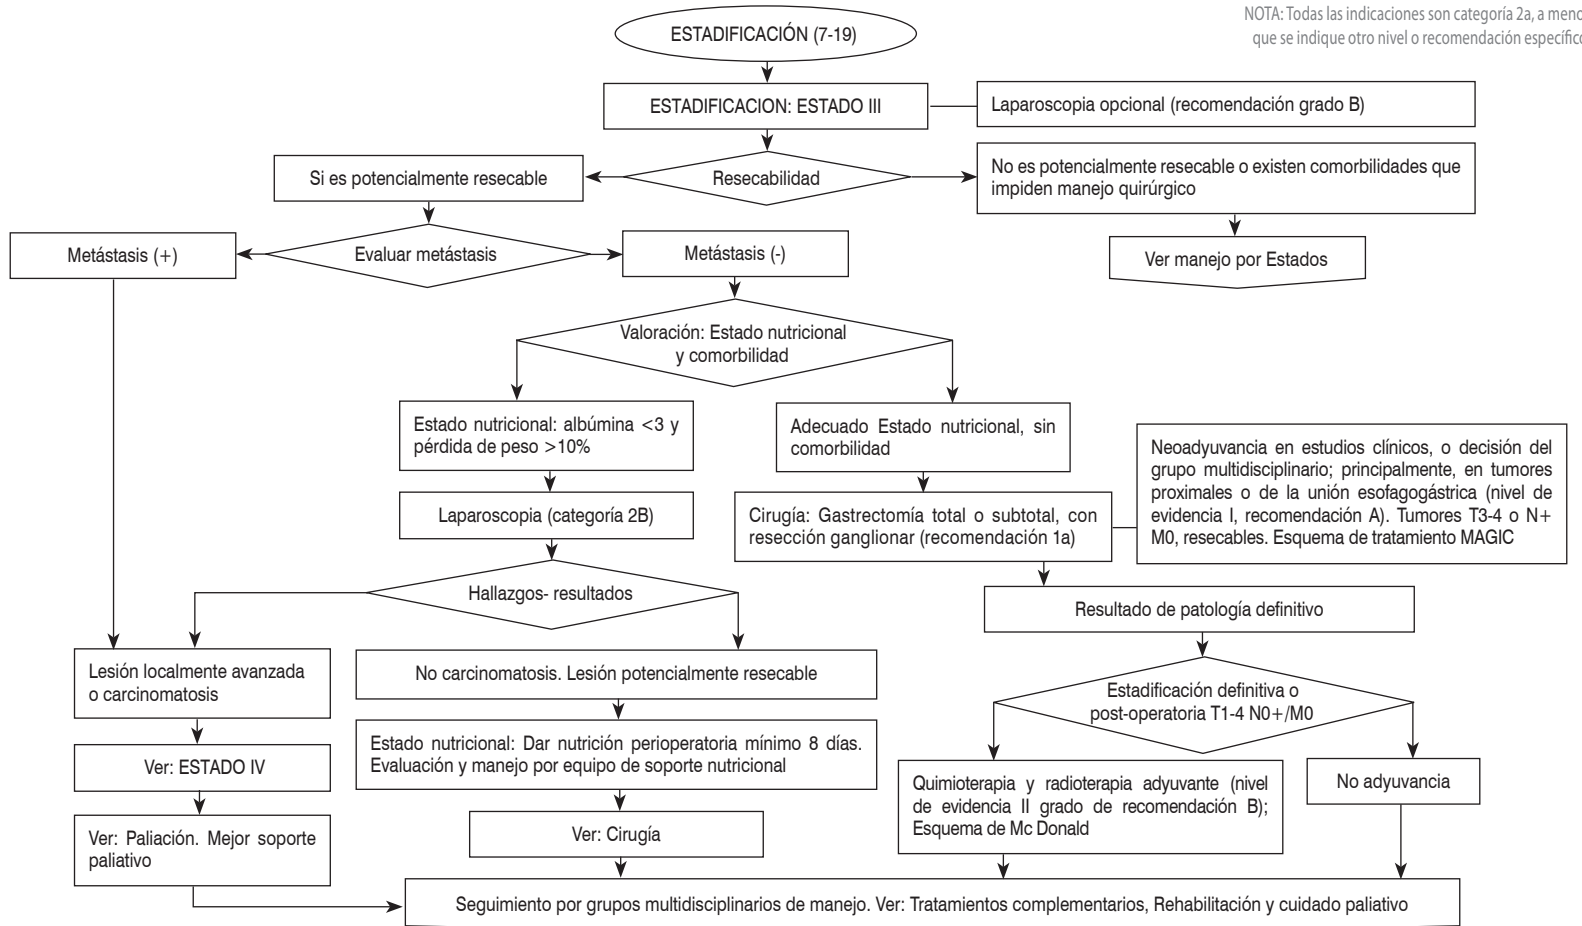 NOTA: Todas las indicaciones son categoría 2a, a menos
que se indique otro nivel o recomendación específico
ESTADIFICACIÓN (7-19)
ESTADIFICACION: ESTADO III
Laparoscopia opcional (recomendación grado B)
Si es potencialmente resecable
Resecabilidad
No es potencialmente resecable o existen comorbilidades que
impiden manejo quirúrgico
Metástasis (+)
Evaluar metástasis
Metástasis (-)
Ver manejo por Estados
Valoración: Estado nutricional
y comorbilidad
Estado nutricional: albúmina <3 y
pérdida de peso >10%
Adecuado Estado nutricional, sin
comorbilidad
Neoadyuvancia en estudios clínicos, o decisión del
grupo multidisciplinario; principalmente, en tumores
proximales o de la unión esofagogástrica (nivel de
evidencia I, recomendación A). Tumores T3-4 o N+
M0, resecables. Esquema de tratamiento MAGIC
Laparoscopia (categoría 2B)
Cirugía: Gastrectomía total o subtotal, con
resección ganglionar (recomendación 1a)
Hallazgos- resultados
Resultado de patología definitivo
Lesión localmente avanzada
o carcinomatosis
No carcinomatosis. Lesión potencialmente resecable
Estadificación definitiva o
post-operatoria T1-4 N0+/M0
Ver: ESTADO IV
Estado nutricional: Dar nutrición perioperatoria mínimo 8 días.
Evaluación y manejo por equipo de soporte nutricional
Quimioterapia y radioterapia adyuvante (nivel
de evidencia II grado de recomendación B);
Esquema de Mc Donald
No adyuvancia
Ver: Paliación. Mejor soporte
paliativo
Ver: Cirugía
Seguimiento por grupos multidisciplinarios de manejo. Ver: Tratamientos complementarios, Rehabilitación y cuidado paliativo